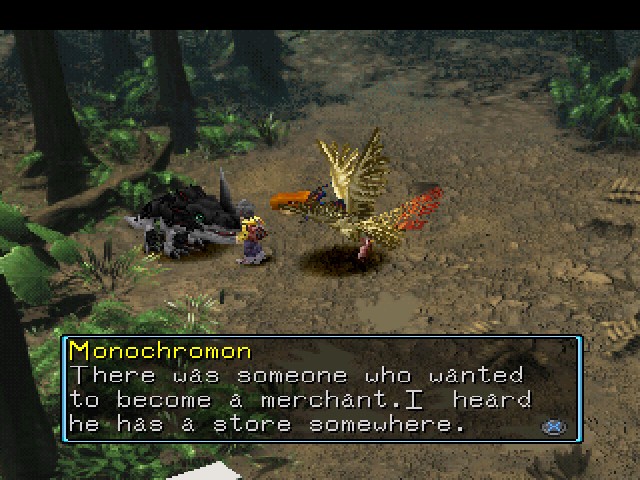 Monochromon
There was someone who wanted
to become a merchant.I heard
he has a store somewhere.